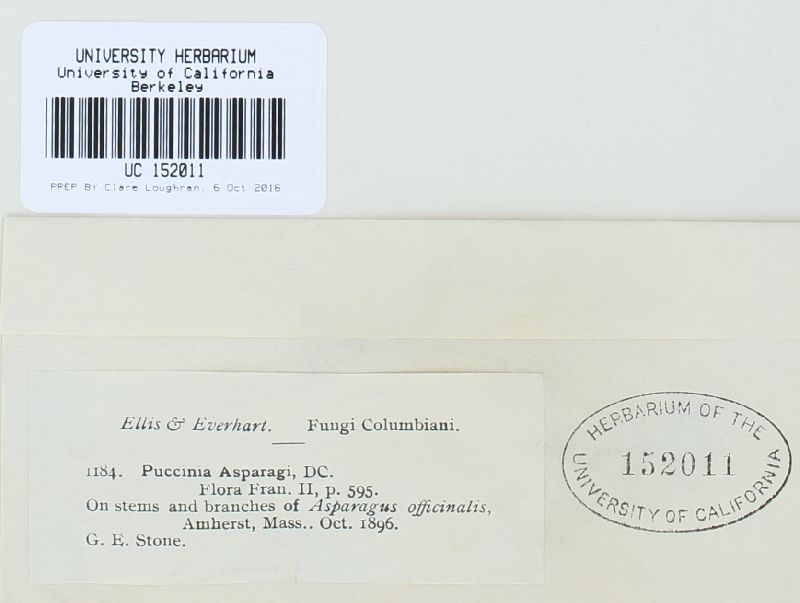 UNIVERSITY HERBARIUM
University of California
Berkeley
UC 152011
PREP BY Clare Loughran, 6 Oct 2016
Ellis & Everhart. Fungi Columbiani.
1184. Puccinia Asparagi, DC.
Flora Fran. II, p. 595.
On stems and branches of Asparagus officinalis,
Amherst, Mass.. Oct. 1896.
G. E. Stone.
HERBARIUM OF THE
152011
UNIVERSITY OF CALIFORNIA